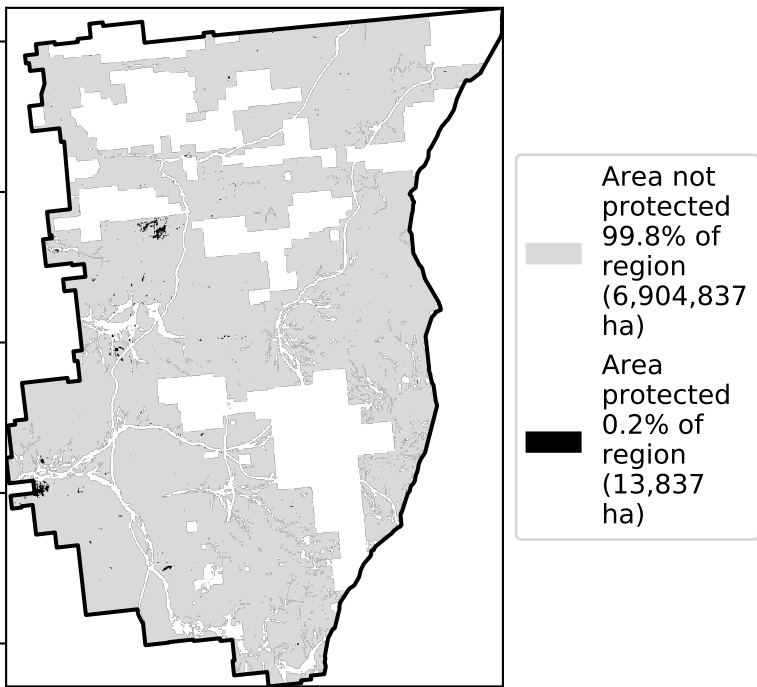 Area not
protected
99.8% of
region
(6,904,837
ha)
Area
protected
0.2% of
region
(13,837
ha)